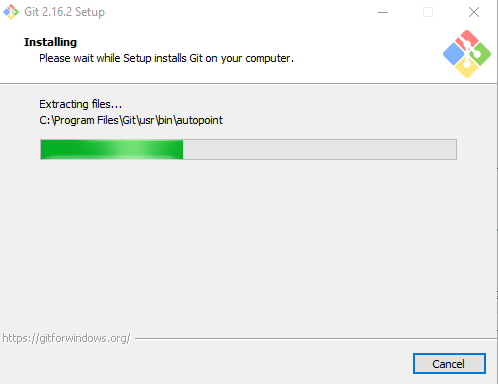 Git 2.16.2 Setup
Installing
Please wait while Setup installs Git on your computer.
Extracting files...
C:\Program Files\Git\usr\bin\autopoint
https://gitforwindows.org/
Cancel